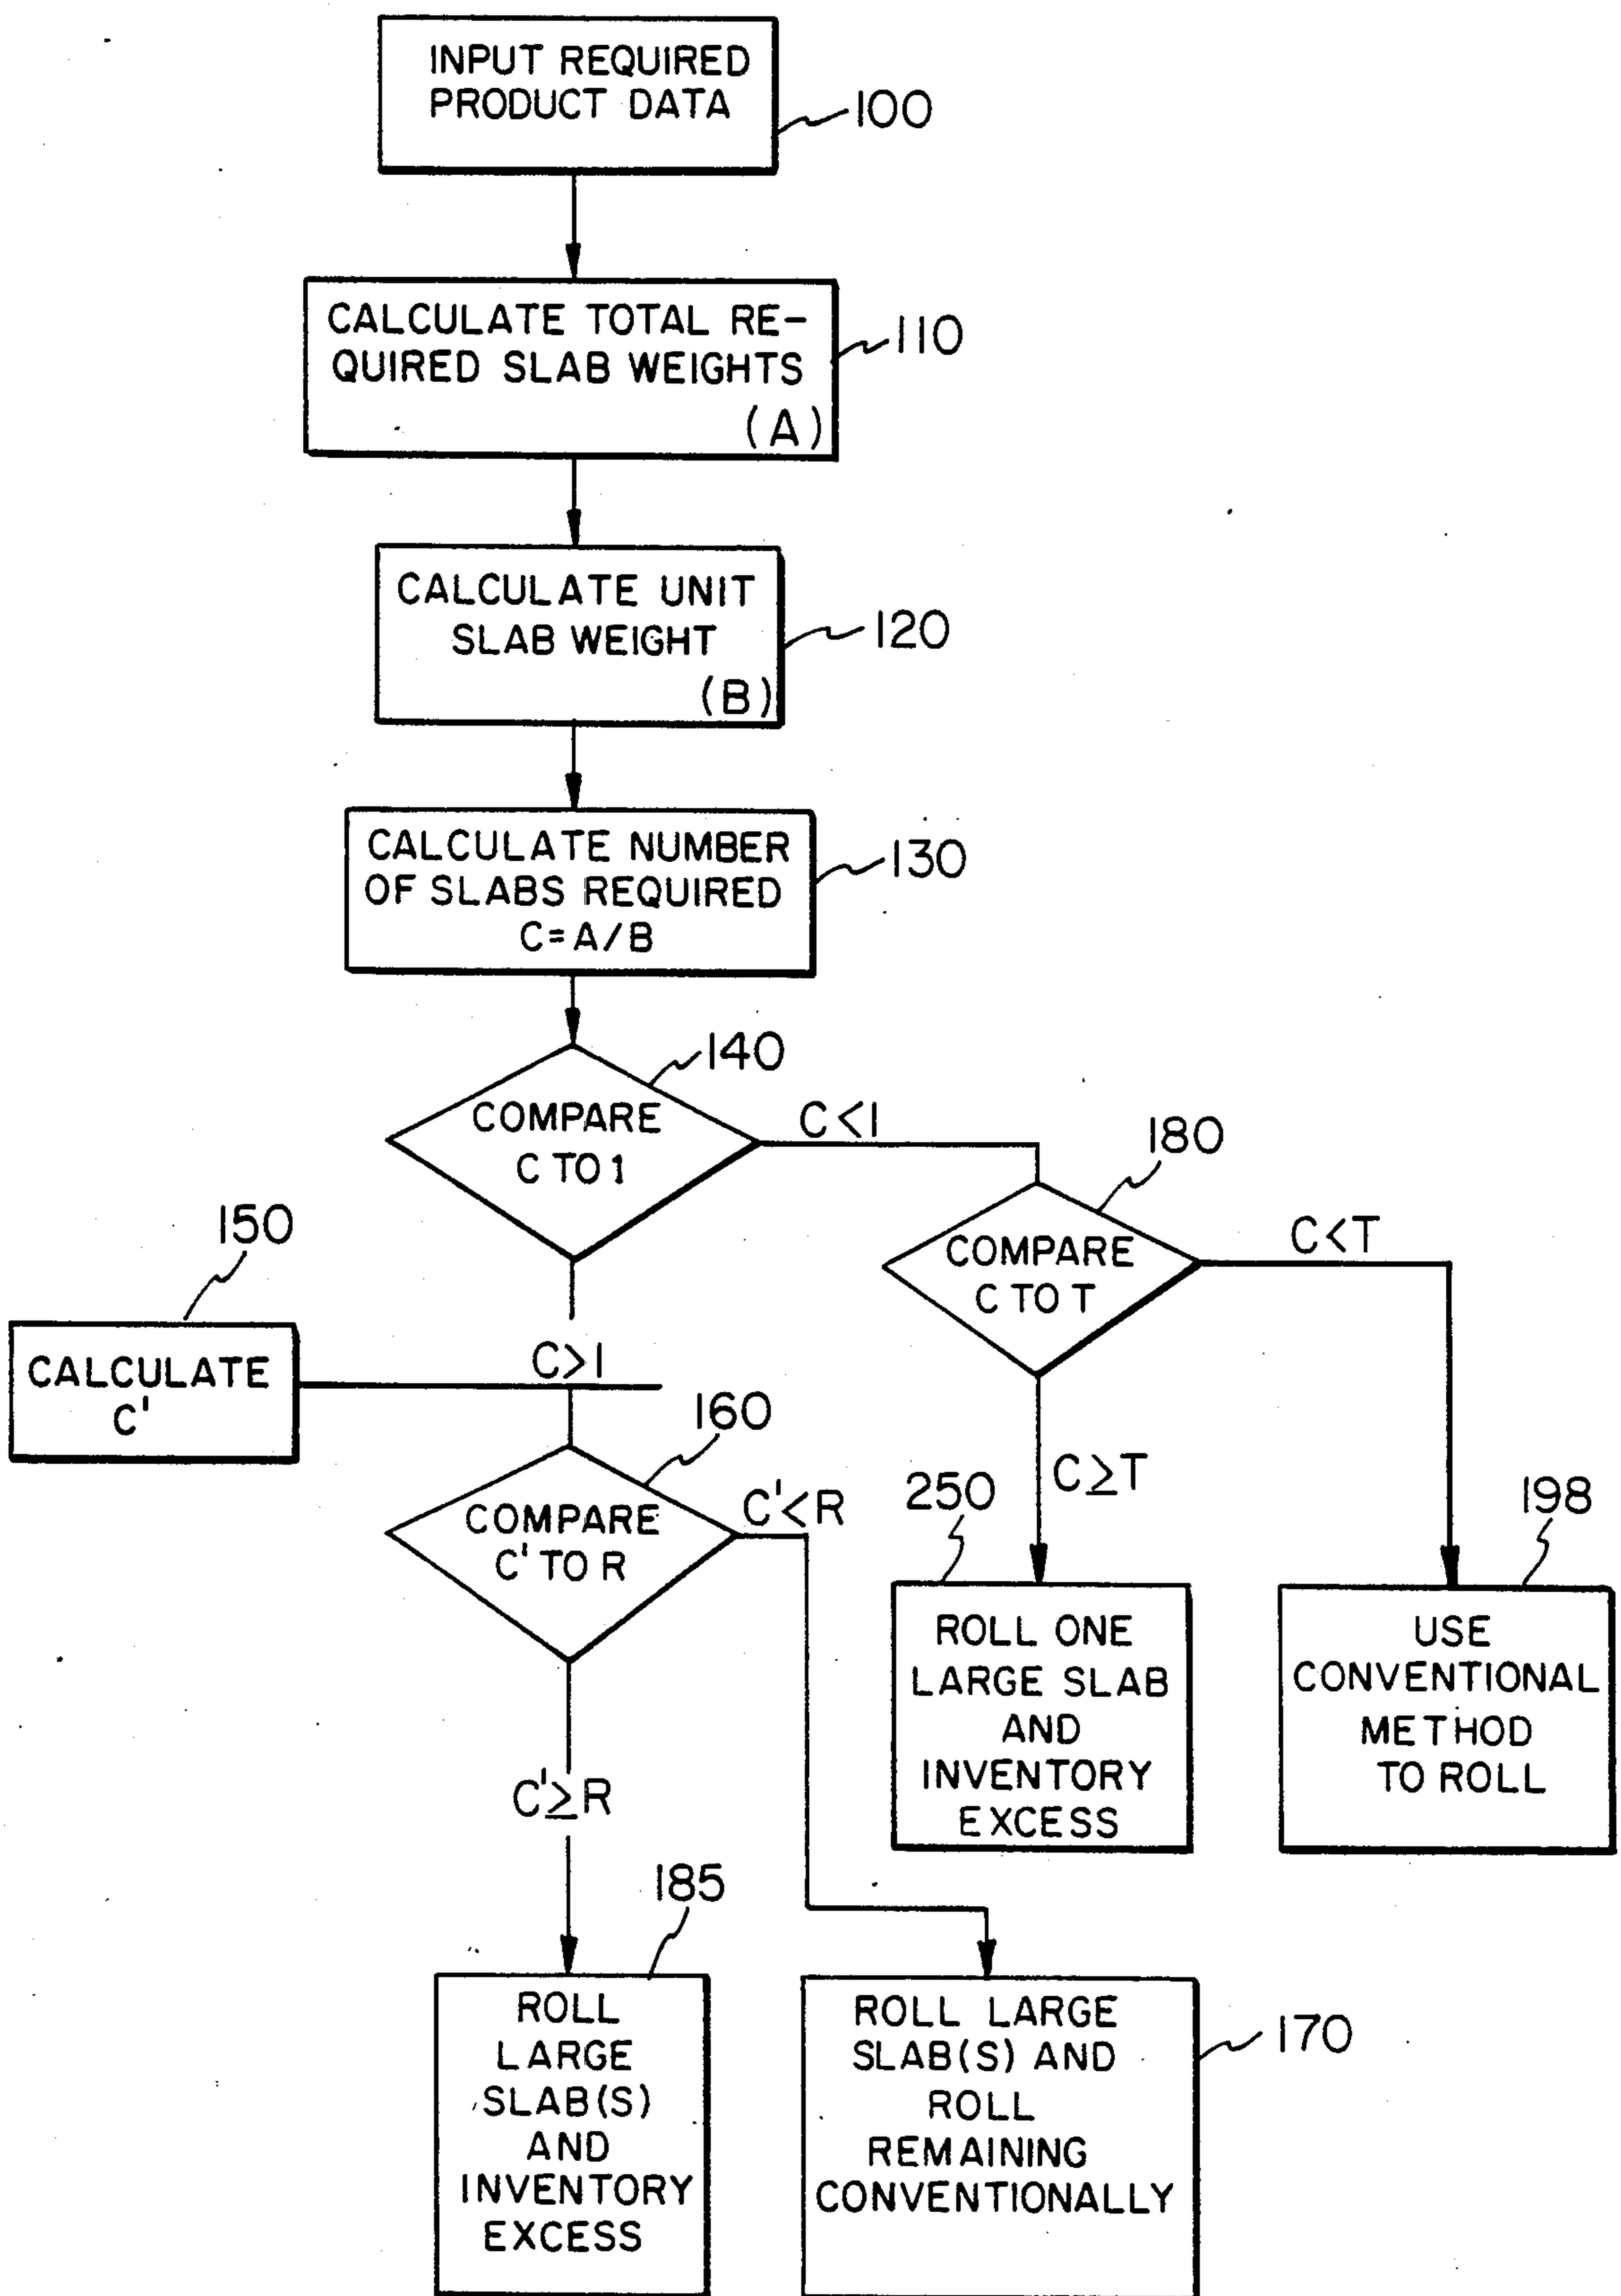 INPUT REQUIRED
PRODUCT DATA
100
CALCULATE TOTAL RE-
QUIRED SLAB WEIGHTS
(A)
110
CALCULATE UNIT
SLAB WEIGHT
(B)
120
CALCULATE NUMBER
OF SLABS REQUIRED
C=A/B
130
140
COMPARE
C TO 1
C<1
180
COMPARE
C TO T
C<T
150
CALCULATE
C'
C>1
160
COMPARE
C' TO R
C'<R
C≥T
250
ROLL ONE
LARGE SLAB
AND
INVENTORY
EXCESS
198
USE
CONVENTIONAL
METHOD
TO ROLL
C'≥R
185
ROLL
LARGE
SLAB(S)
AND
INVENTORY
EXCESS
ROLL LARGE
SLAB(S) AND
ROLL
REMAINING
CONVENTIONALLY
170